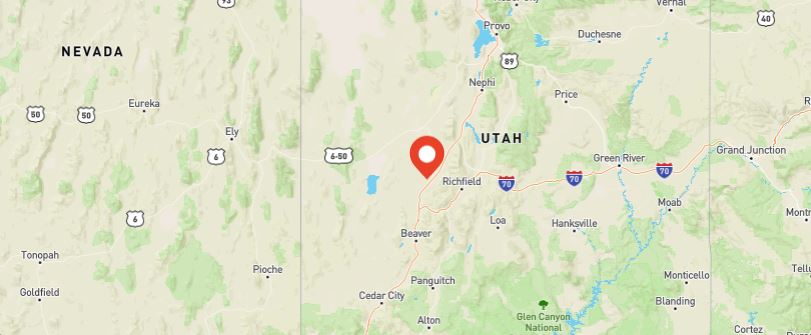 93
Provo
Vernal
40
Duchesne
NEVADA
89
Nephi
Price
50
50
Eureka
Ely
6
6-50
UTAH
Green River
Grand Junction
Richfield
70
70
70
Moab
6
Loa
Hanksville
Beaver
Tonopah
Pioche
Monticello
Panguitch
Goldfield
Cedar City
Blanding
Glen Canyon
National
Alton
Cortez